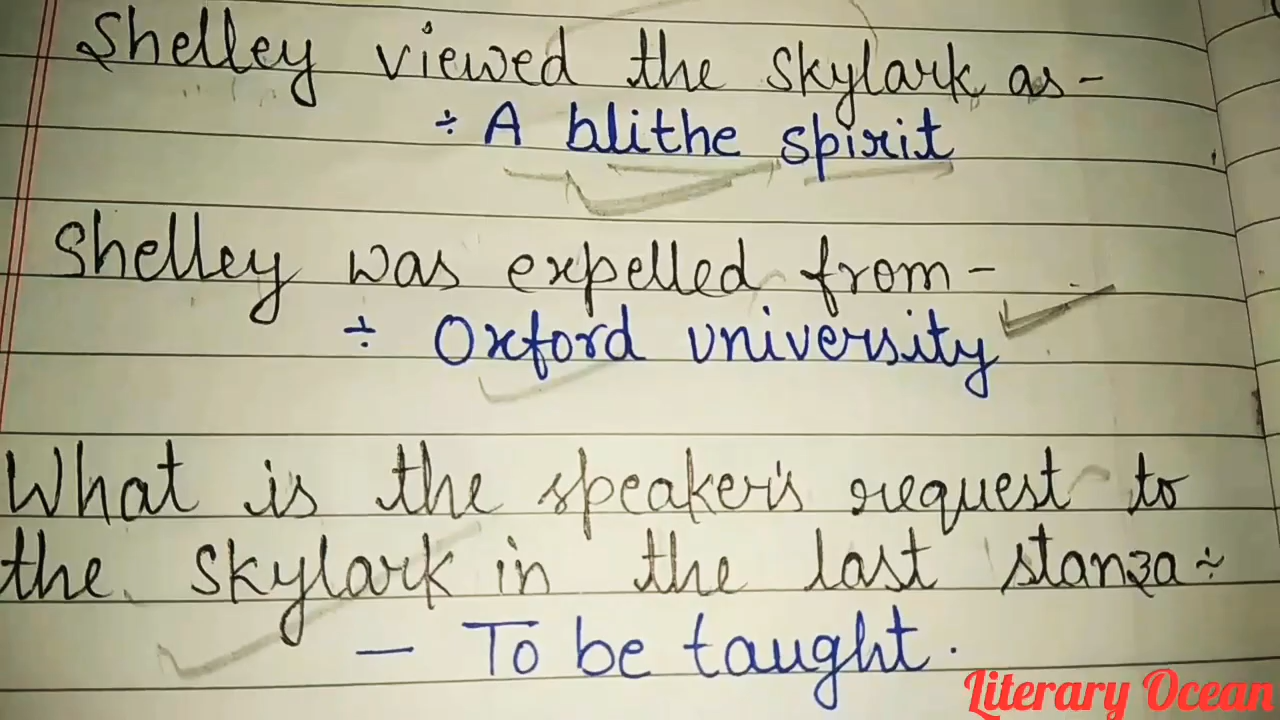 Shelley viewed the Skylark as-
÷ A blithe spirit
Shelley was expelled from-
÷ Oxford university
What is the speaker's request to
the Skylark in the last stanza ÷
- To be taught.
Literary Ocean